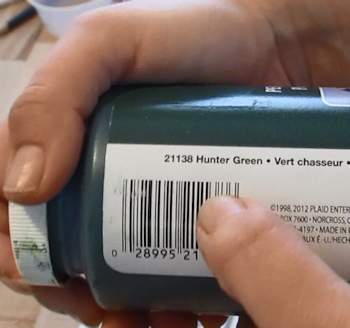 21138 Hunter Green • Vert chasseur •
©1998, 2012 PLAID ENTER
BOX 7600 • NORCROSS,
-4197 • MADE IN
BUX É.-U./HECH
0 28995 21